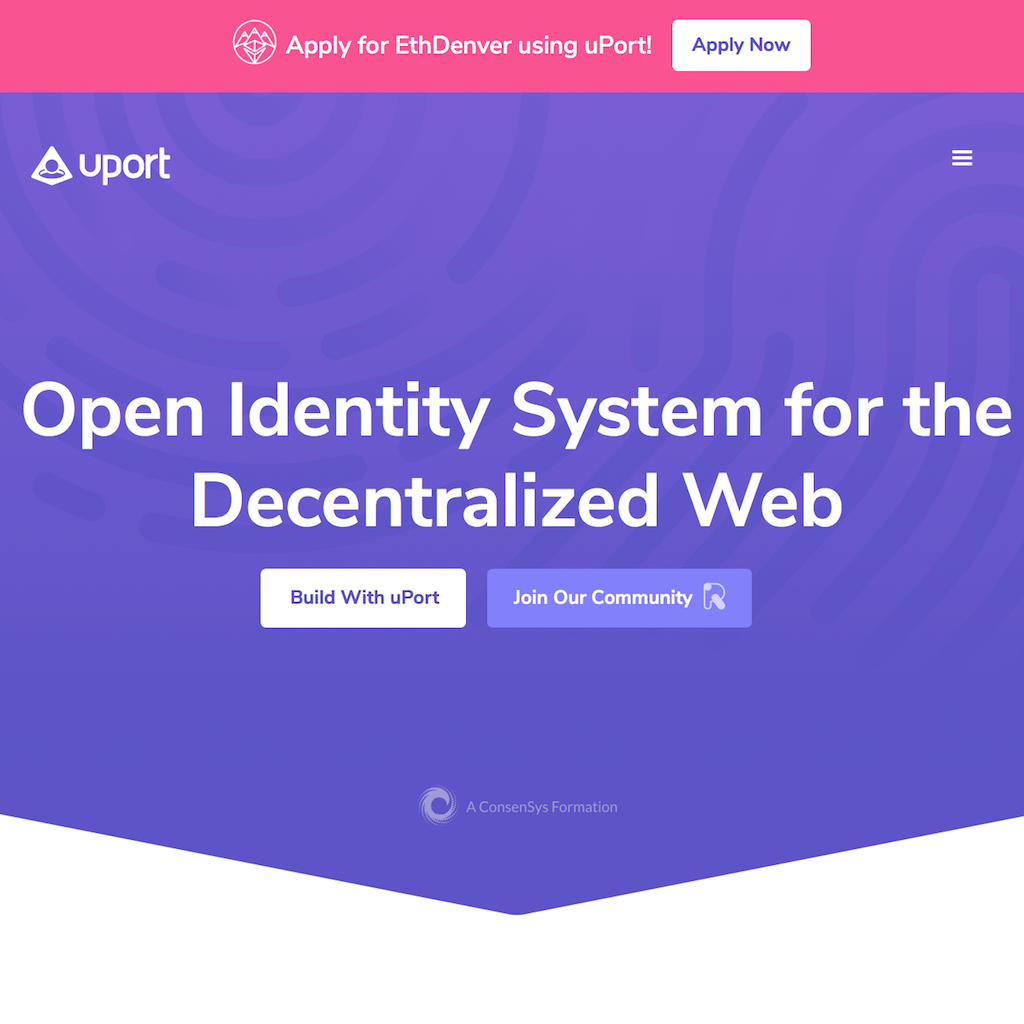 Apply for EthDenver using uPort!
Apply Now
uport
Open Identity System for the
Decentralized Web
Build With uPort
Join Our Community
A ConsenSys Formation